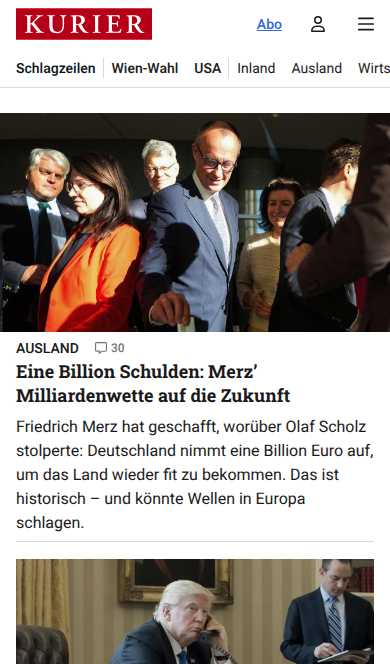 KURIER
Abo
Schlagzeilen Wien-Wahl USA Inland Ausland Wirts
AUSLAND 30
Eine Billion Schulden: Merz’
Milliardenwette auf die Zukunft
Friedrich Merz hat geschafft, worüber Olaf Scholz
stolperte: Deutschland nimmt eine Billion Euro auf,
um das Land wieder fit zu bekommen. Das ist
historisch – und könnte Wellen in Europa
schlagen.